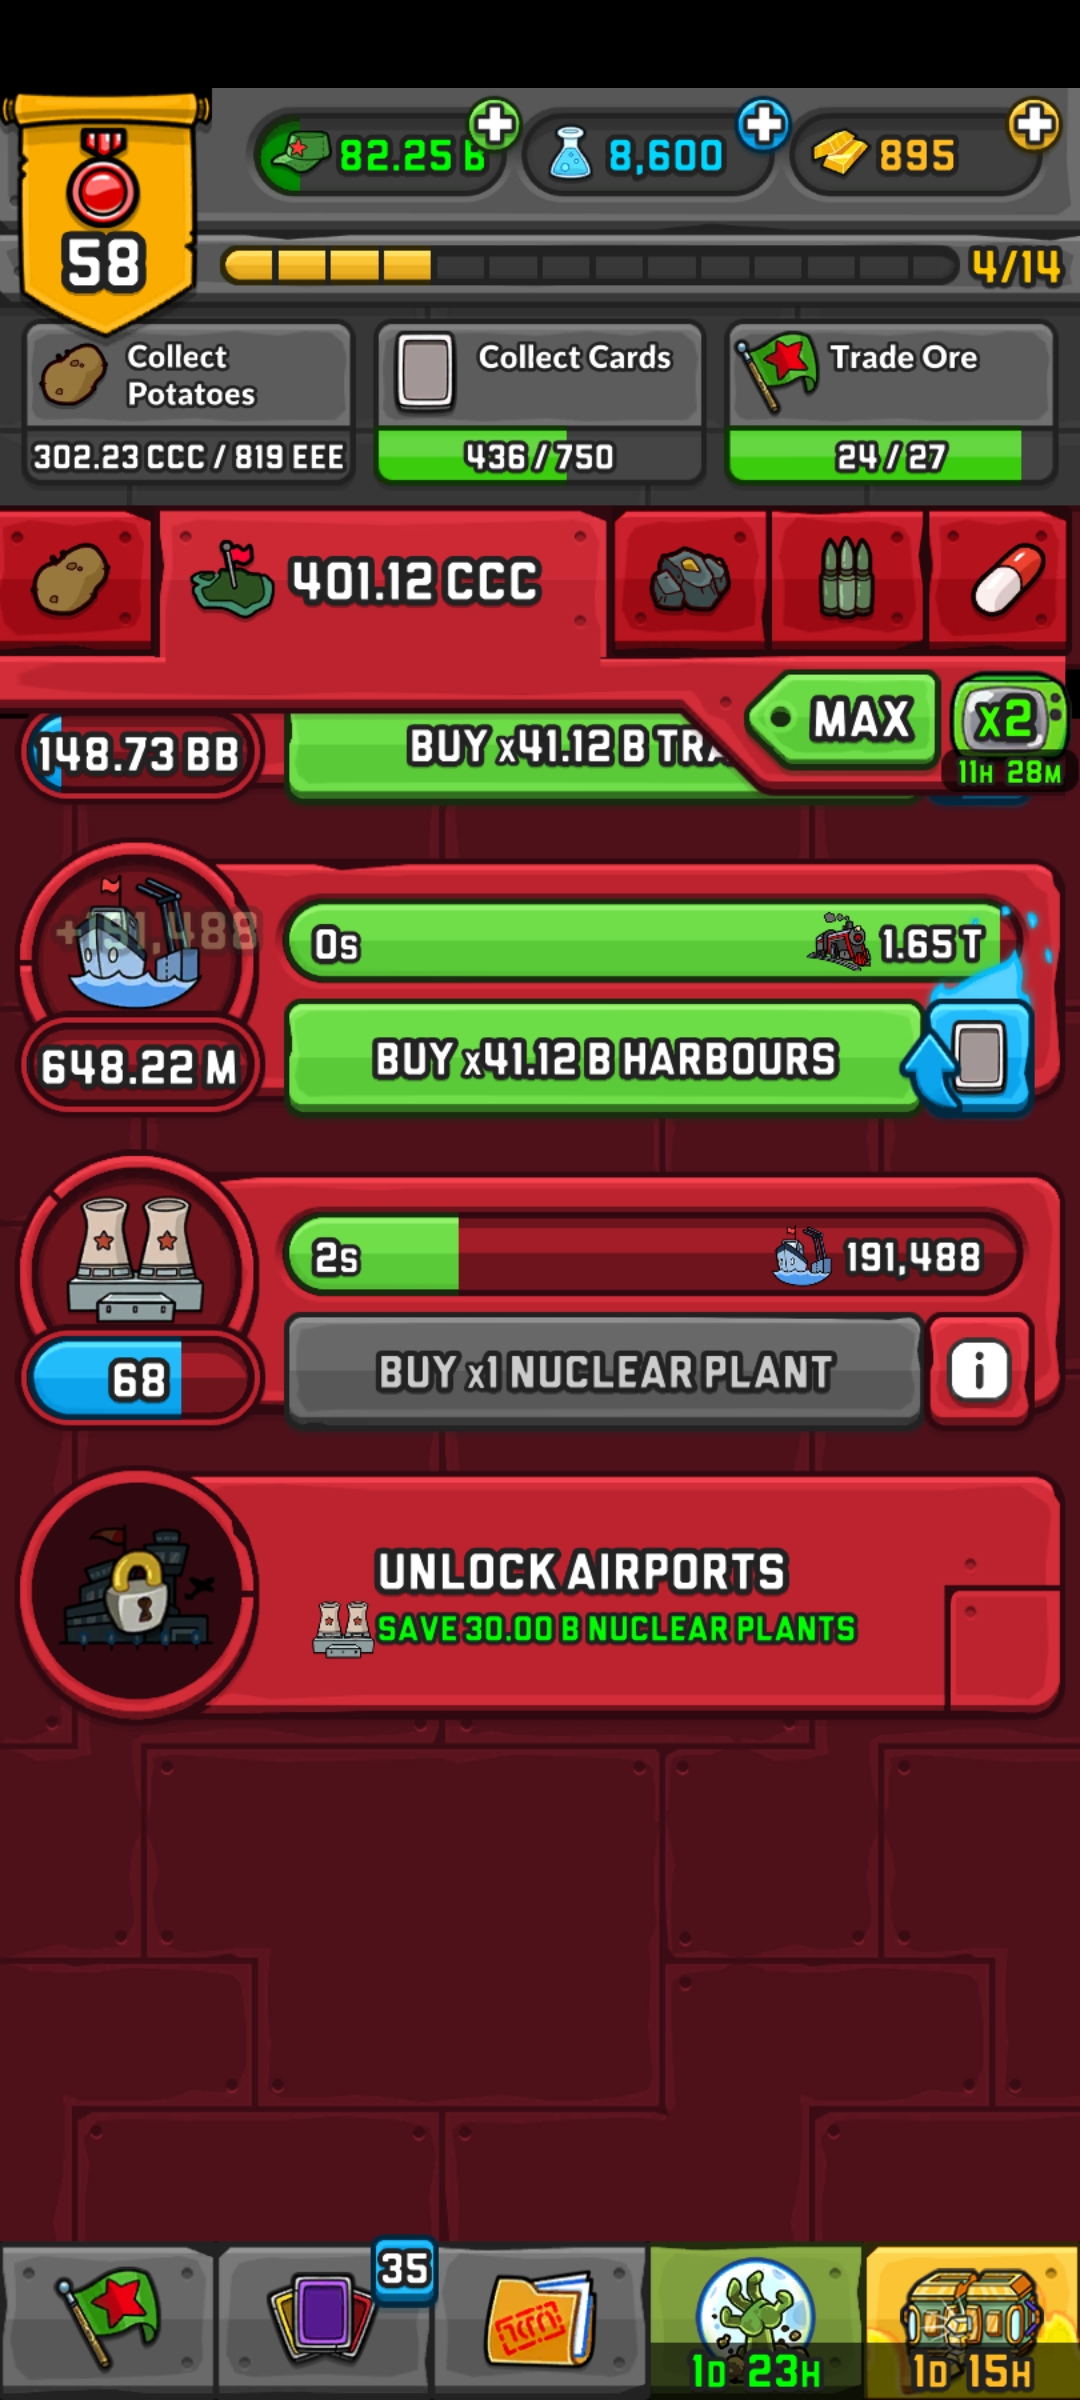 82.25 B
8,600
895
58
4/14
Collect
Potatoes
302.23 CCC / 819 EEE
Collect Cards
436 / 750
Trade Ore
24 / 27
401.12 CCC
MAX
x2
11H 28M
148.73 BB
BUY x41.12 B
+191,488
0s
1.65 T
648.22 M
BUY x41.12 B HARBOURS
2s
191,488
68
BUY x1 NUCLEAR PLANT
i
UNLOCK AIRPORTS
SAVE 30.00 B NUCLEAR PLANTS
35
1D 23H
1D 15H